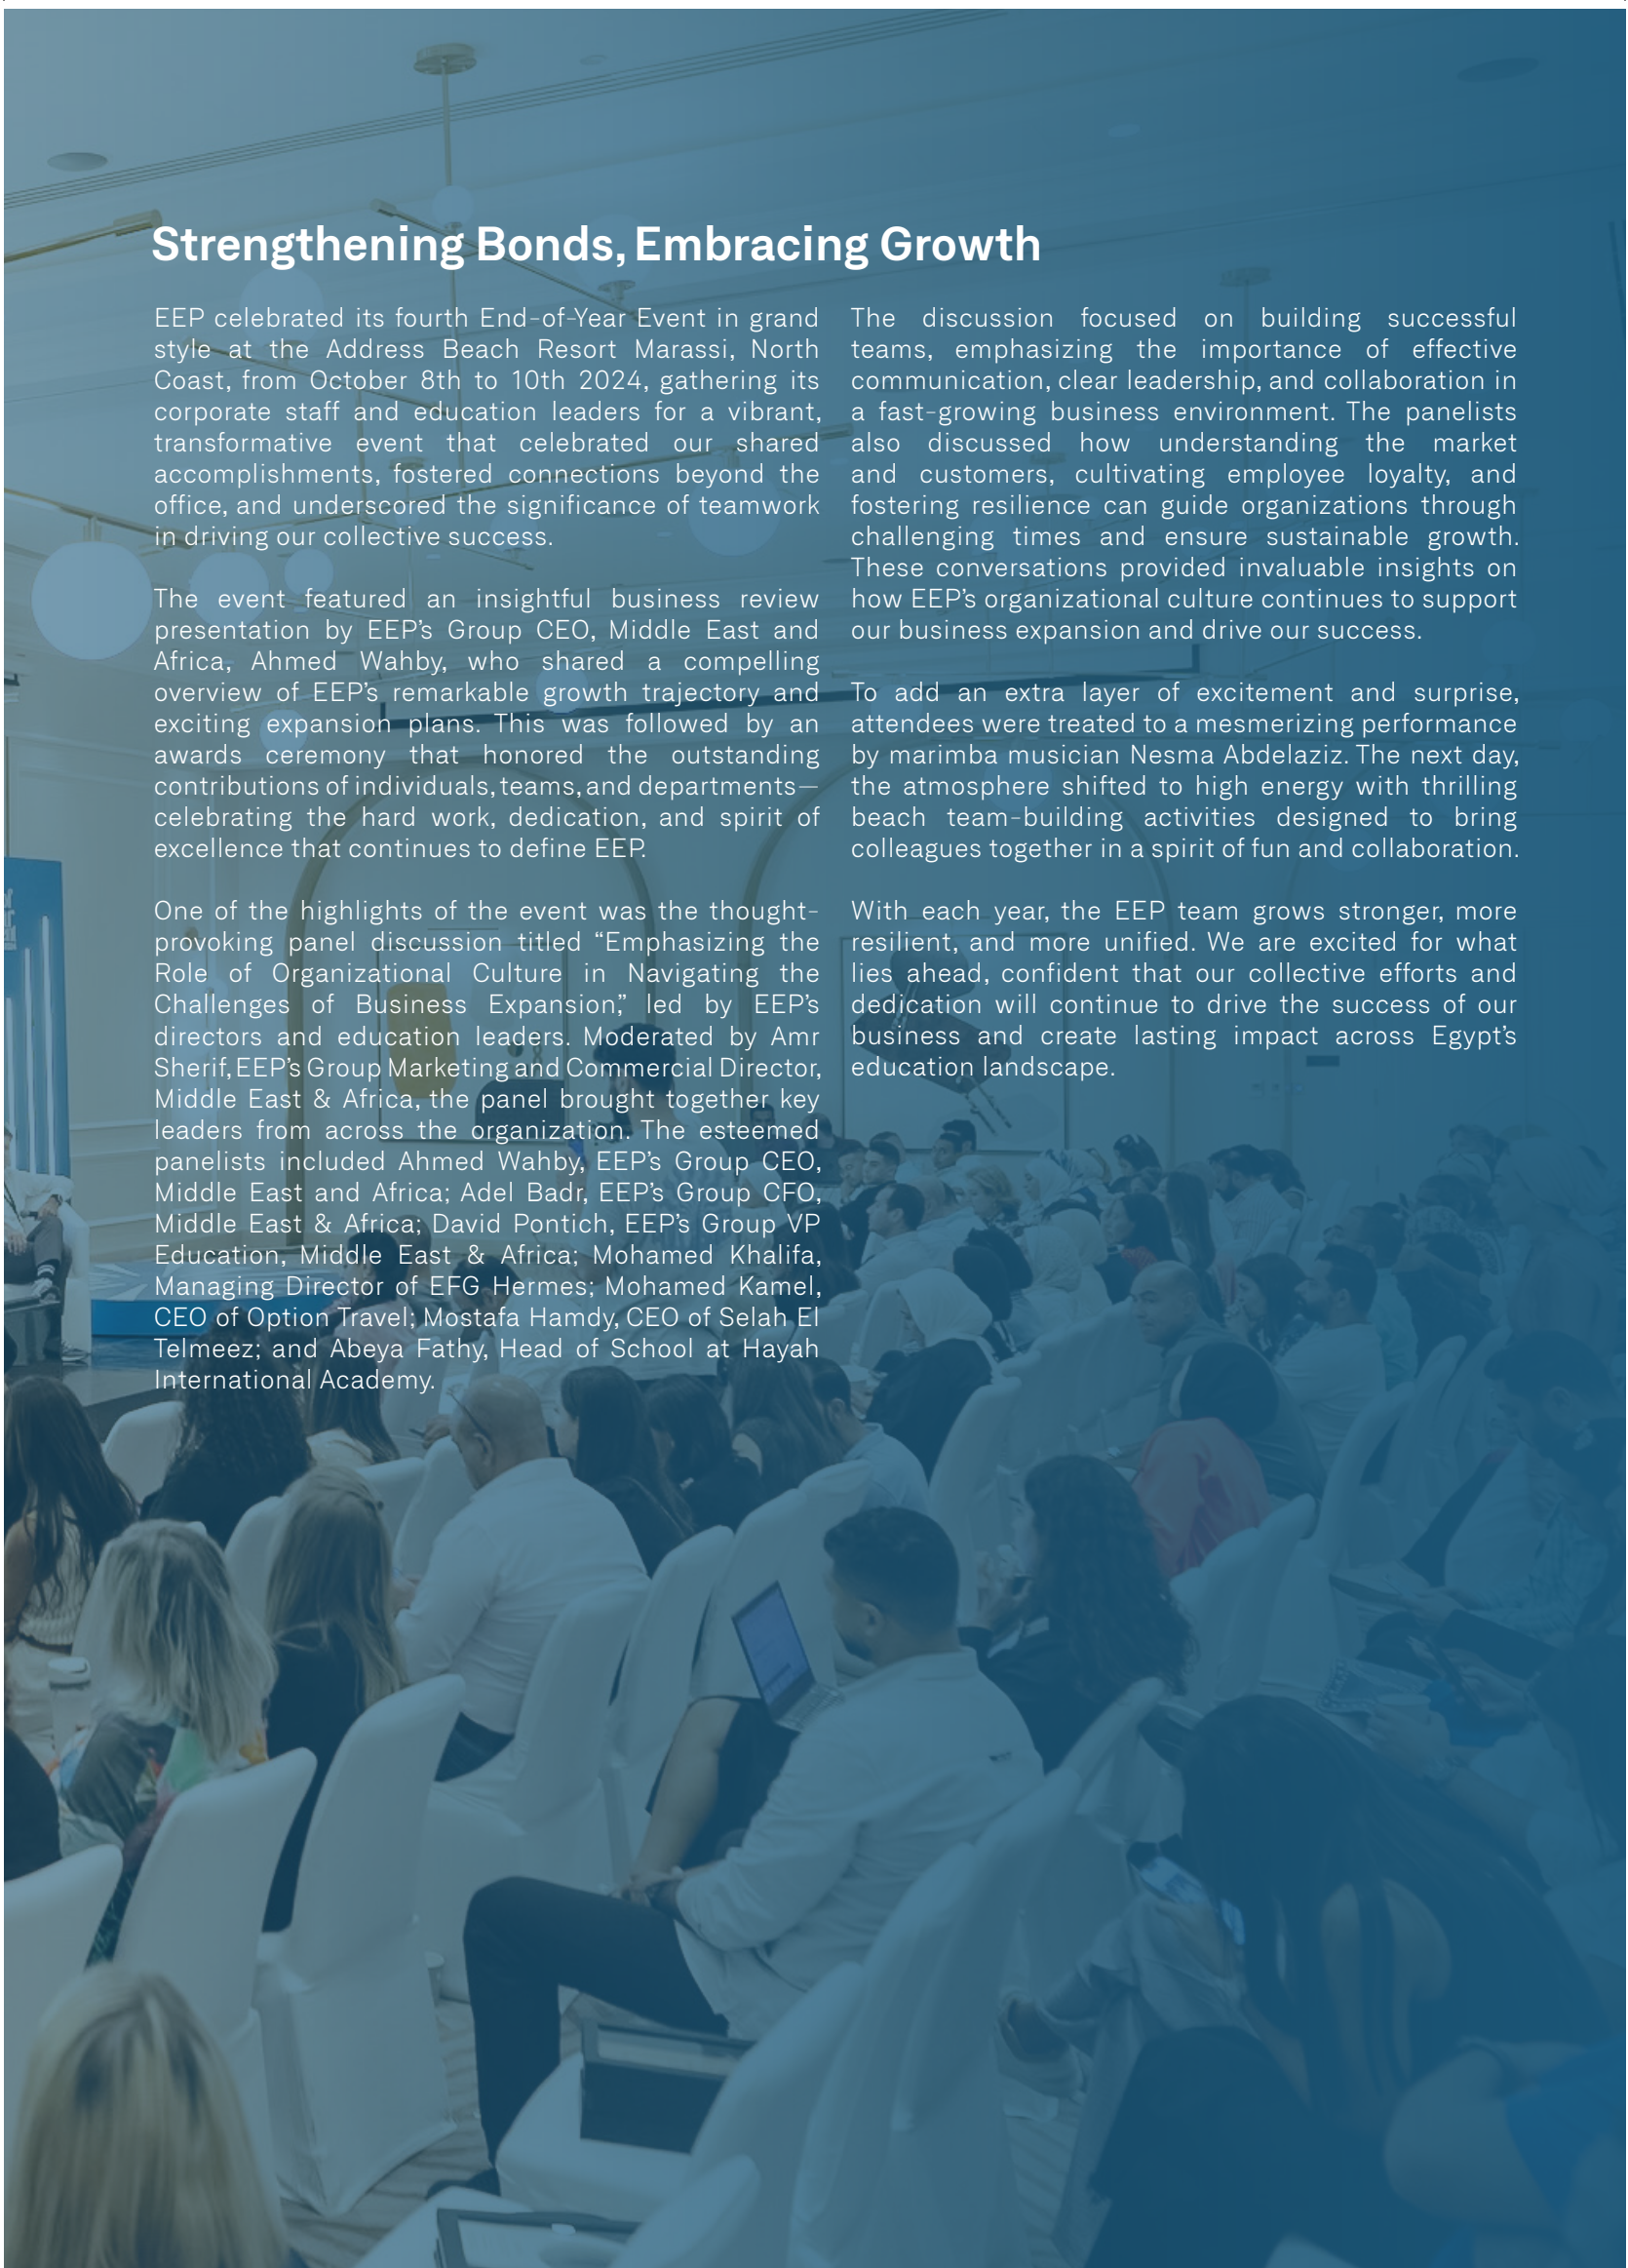 Strengthening Bonds, Embracing Growth
EEP celebrated its fourth End-of-Year Event in grand
style at the Address Beach Resort Marassi, North
Coast, from October 8th to 10th 2024, gathering its
corporate staff and education leaders for a vibrant,
transformative event that celebrated our shared
accomplishments, fostered connections beyond the
office, and underscored the significance of teamwork
in driving our collective success.
The event featured an insightful business review
presentation by EEP’s Group CEO, Middle East and
Africa, Ahmed Wahby, who shared a compelling
overview of EEP’s remarkable growth trajectory and
exciting expansion plans. This was followed by an
awards ceremony that honored the outstanding
contributions of individuals, teams, and departments—
celebrating the hard work, dedication, and spirit of
excellence that continues to define EEP.
One of the highlights of the event was the thought-
provoking panel discussion titled “Emphasizing the
Role of Organizational Culture in Navigating the
Challenges of Business Expansion,” led by EEP’s
directors and education leaders. Moderated by Amr
Sherif, EEP’s Group Marketing and Commercial Director,
Middle East & Africa, the panel brought together key
leaders from across the organization. The esteemed
panelists included Ahmed Wahby, EEP’s Group CEO,
Middle East and Africa; Adel Badr, EEP’s Group CFO,
Middle East & Africa; David Pontich, EEP’s Group VP
Education, Middle East & Africa; Mohamed Khalifa,
Managing Director of EFG Hermes; Mohamed Kamel,
CEO of Option Travel; Mostafa Hamdy, CEO of Selah El
Telmeez; and Abeya Fathy, Head of School at Hayah
International Academy.
The discussion focused on building successful
teams, emphasizing the importance of effective
communication, clear leadership, and collaboration in
a fast-growing business environment. The panelists
also discussed how understanding the market
and customers, cultivating employee loyalty, and
fostering resilience can guide organizations through
challenging times and ensure sustainable growth.
These conversations provided invaluable insights on
how EEP’s organizational culture continues to support
our business expansion and drive our success.
To add an extra layer of excitement and surprise,
attendees were treated to a mesmerizing performance
by marimba musician Nesma Abdelaziz. The next day,
the atmosphere shifted to high energy with thrilling
beach team-building activities designed to bring
colleagues together in a spirit of fun and collaboration.
With each year, the EEP team grows stronger, more
resilient, and more unified. We are excited for what
lies ahead, confident that our collective efforts and
dedication will continue to drive the success of our
business and create lasting impact across Egypt’s
education landscape.